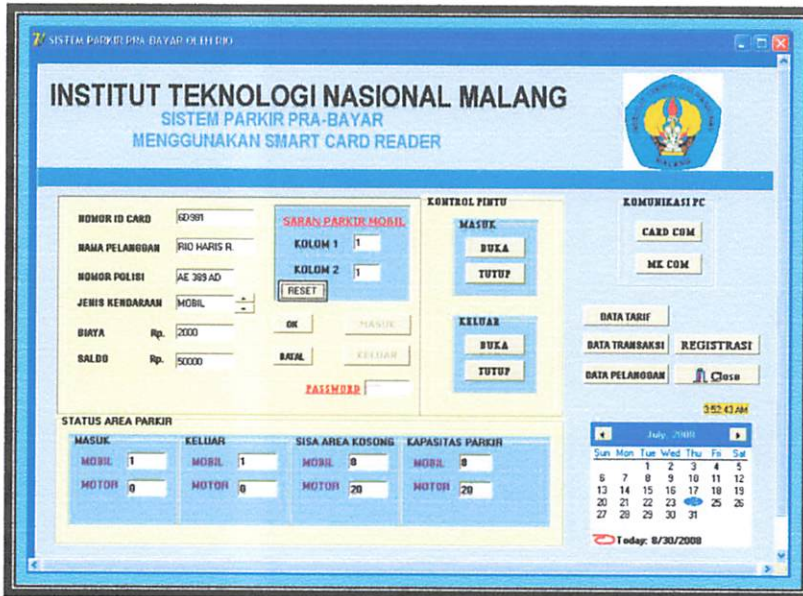 SISTEM PARKIR PRA-BAYAR OLEH RIO
INSTITUT TEKNOLOGI NASIONAL MALANG
SISTEM PARKIR PRA-BAYAR
MENGGUNAKAN SMART CARD READER
MALANG
NOMOR ID CARD 6D981
NAMA PELANGGAN RIO HARIS R.
NOMOR POLISI AE 389 AD
JENIS KENDARAAN MOBIL
BIAYA Rp. 2000
SALDO Rp. 50000
SARAN PARKIR MOBIL
KOLOM 1 1
KOLOM 2 1
RESET
OK MASUK
BATAL KELUAR
PASSWORD
KONTROL PINTU
MASUK
BUKA
TUTUP
KELUAR
BUKA
TUTUP
KOMUNIKASI PC
CARD COM
MK COM
DATA TARIF
DATA TRANSAKSI REGISTRASI
DATA PELANGGAN Close
3:52:43 AM
STATUS AREA PARKIR
MASUK
MOBIL 1
MOTOR 0
KELUAR
MOBIL 1
MOTOR 0
SISA AREA KOSONG
MOBIL 8
MOTOR 20
KAPASITAS PARKIR
MOBIL 8
MOTOR 20
July, 2008
Sun Mon Tue Wed Thu Fri Sat
1 2 3 4 5
6 7 8 9 10 11 12
13 14 15 16 17 18 19
20 21 22 23 25 26
27 28 29 30 31
Today: 8/30/2008